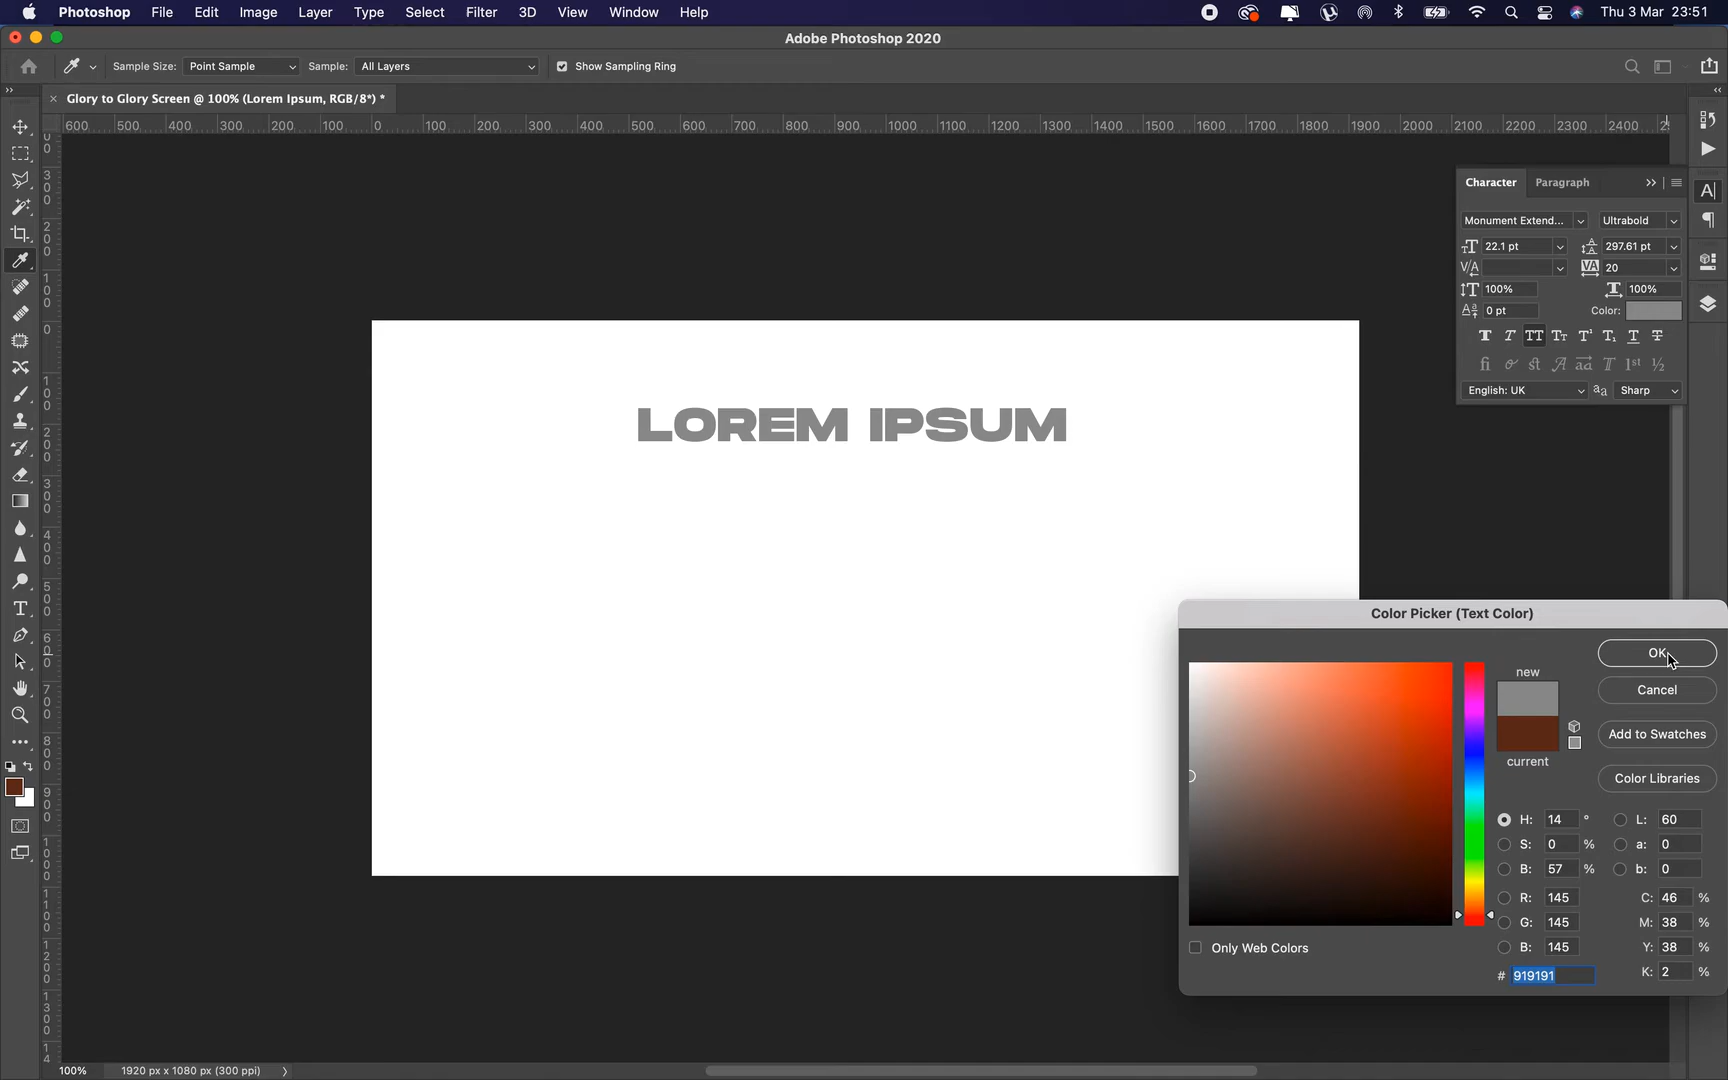 Photoshop File Edit Image Layer Type Select Filter 3D View Window Help Thu 3 Mar 23:51
Adobe Photoshop 2020
Sample Size: Point Sample Sample: All Layers Show Sampling Ring
× Glory to Glory Screen @ 100% (Lorem Ipsum, RGB/8*) *
600 500 400 300 200 100 0 100 200 300 400 500 600 700 800 900 1000 1100 1200 1300 1400 1500 1600 1700 1800 1900 2000 2100 2200 2300 2400
Character Paragraph
Monument Extend... Ultrabold
22.1 pt 297.61 pt
V/A VA 20
100% 100%
0 pt Color:
English: UK aa Sharp
LOREM IPSUM
Color Picker (Text Color)
OK
new
Cancel
Add to Swatches
current
Color Libraries
H: 14 ° L: 60
S: 0 % a: 0
B: 57 % b: 0
R: 145 C: 46 %
G: 145 M: 38 %
B: 145 Y: 38 %
# 919191 K: 2 %
Only Web Colors
100% 1920 px x 1080 px (300 ppi)